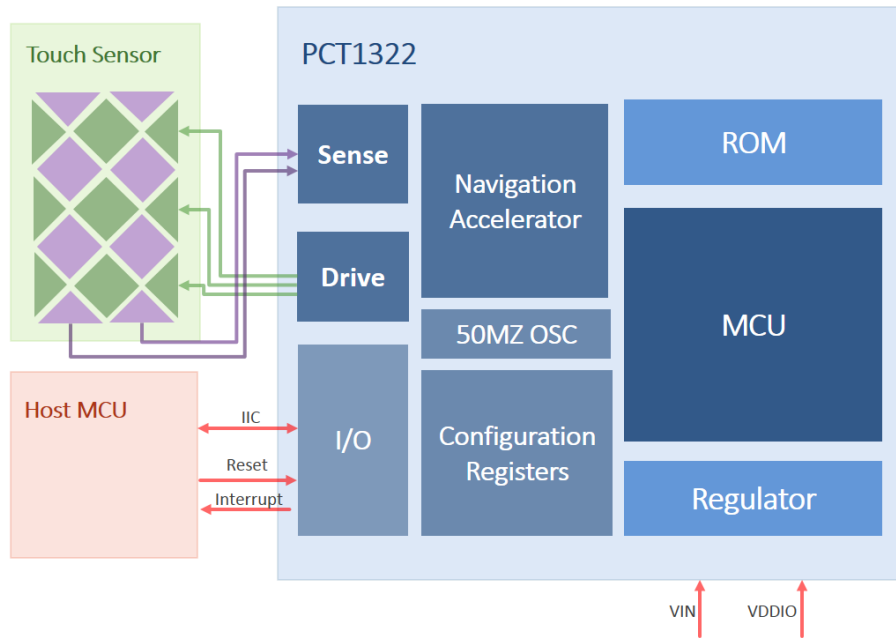 Touch Sensor
PCT1322
Sense
Drive
Navigation
Accelerator
ROM
MCU
50MZ OSC
Host MCU
IIC
Reset
Interrupt
I/O
Configuration
Registers
Regulator
VIN
VDDIO